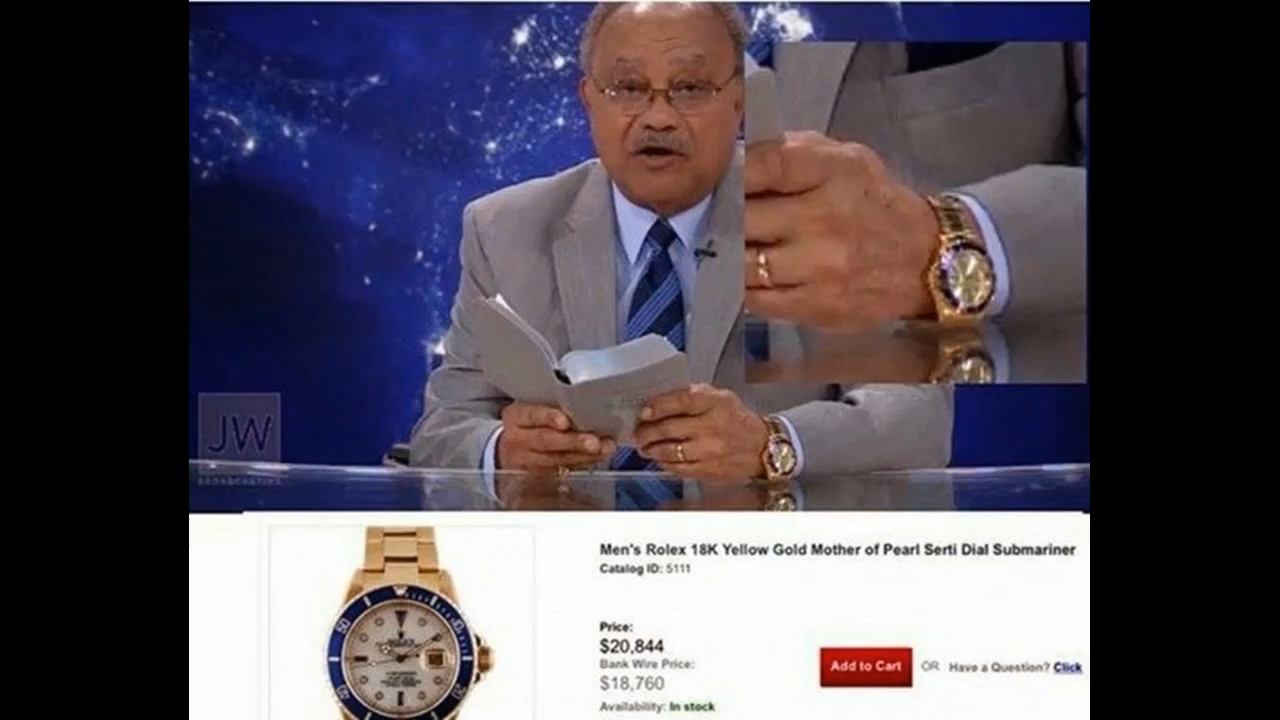 JW
BROADCASTING
Men's Rolex 18K Yellow Gold Mother of Pearl Serti Dial Submariner
Catalog ID: 5111
Price:
$20,844
Bank Wire Price:
$18,760
Add to Cart OR Have a Question? Click
Availability: In stock